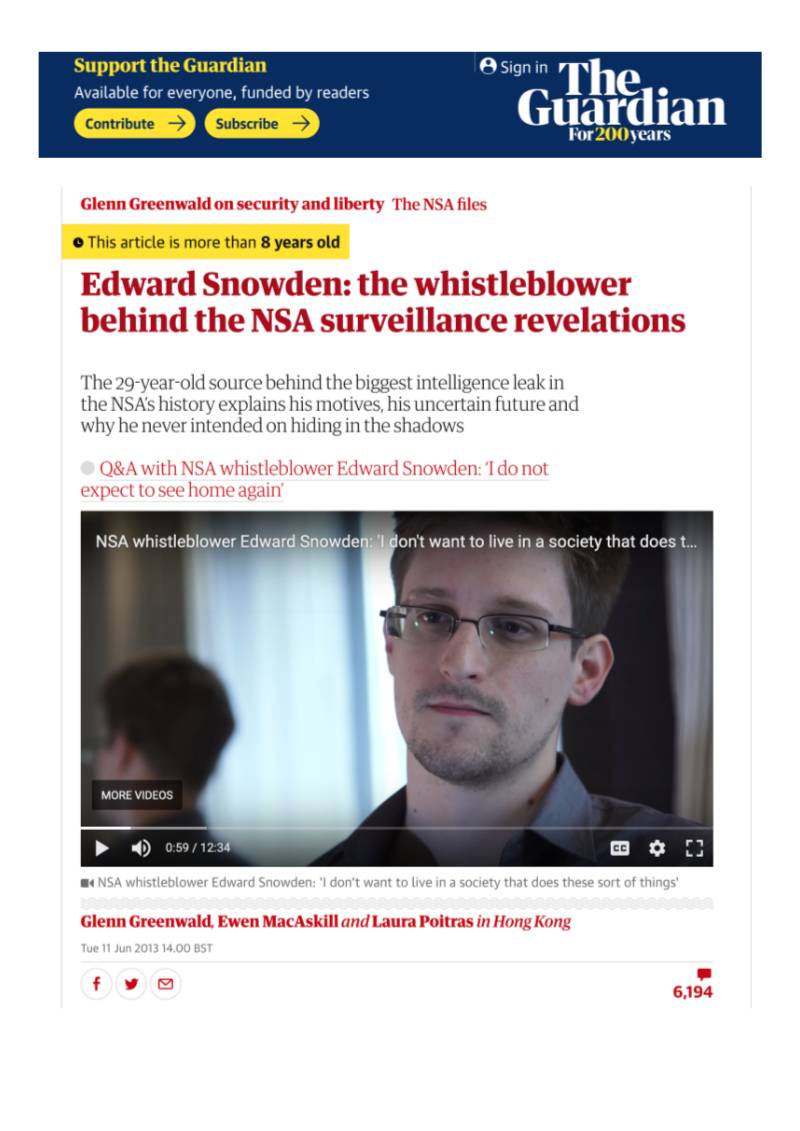 Support the Guardian
Available for everyone, funded by readers
Contribute →
Subscribe →
Sign in
The
Guardian
For 200 years
Glenn Greenwald on security and liberty The NSA files
This article is more than 8 years old
Edward Snowden: the whistleblower
behind the NSA surveillance revelations
The 29-year-old source behind the biggest intelligence leak in
the NSA's history explains his motives, his uncertain future and
why he never intended on hiding in the shadows
Q&A with NSA whistleblower Edward Snowden: 'I do not
expect to see home again'
NSA whistleblower Edward Snowden: 'I don't want to live in a society that does t...
MORE VIDEOS
0:59 / 12:34
CC
NSA whistleblower Edward Snowden: 'I don't want to live in a society that does these sort of things'
Glenn Greenwald, Ewen MacAskill and Laura Poitras in Hong Kong
Tue 11 Jun 2013 14.00 BST
f
6,194